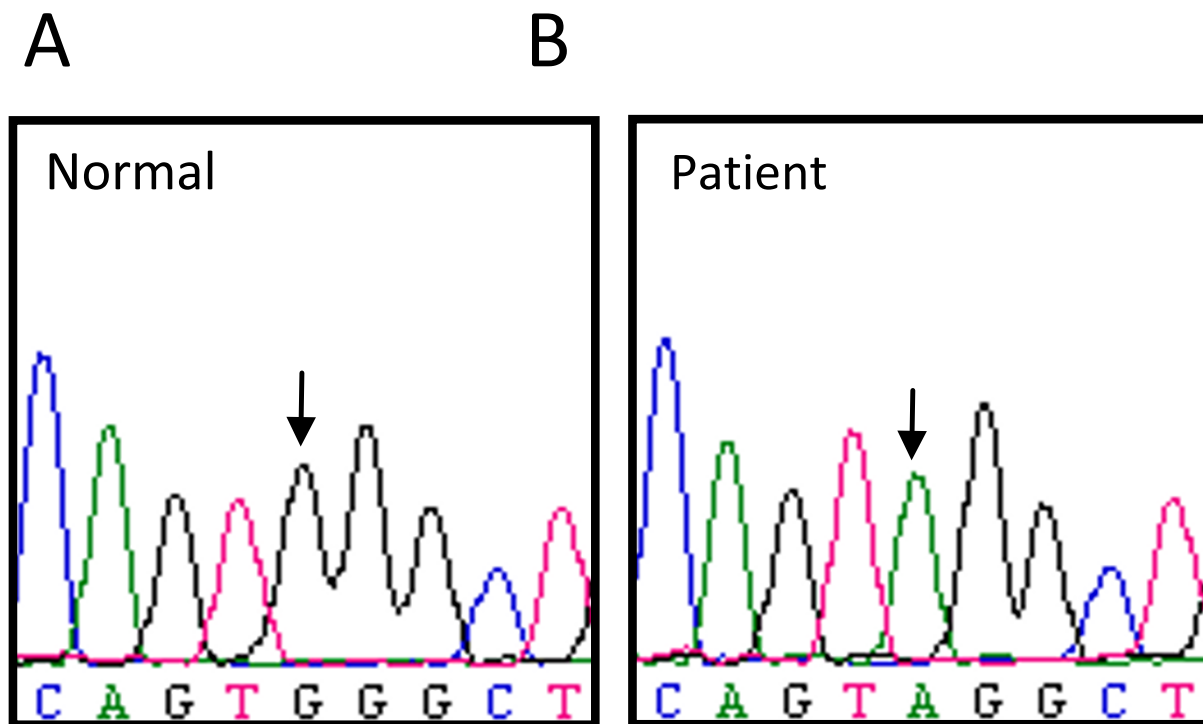 A
B
Normal
Patient
C A G T G G G C T
C A G T A G G C T